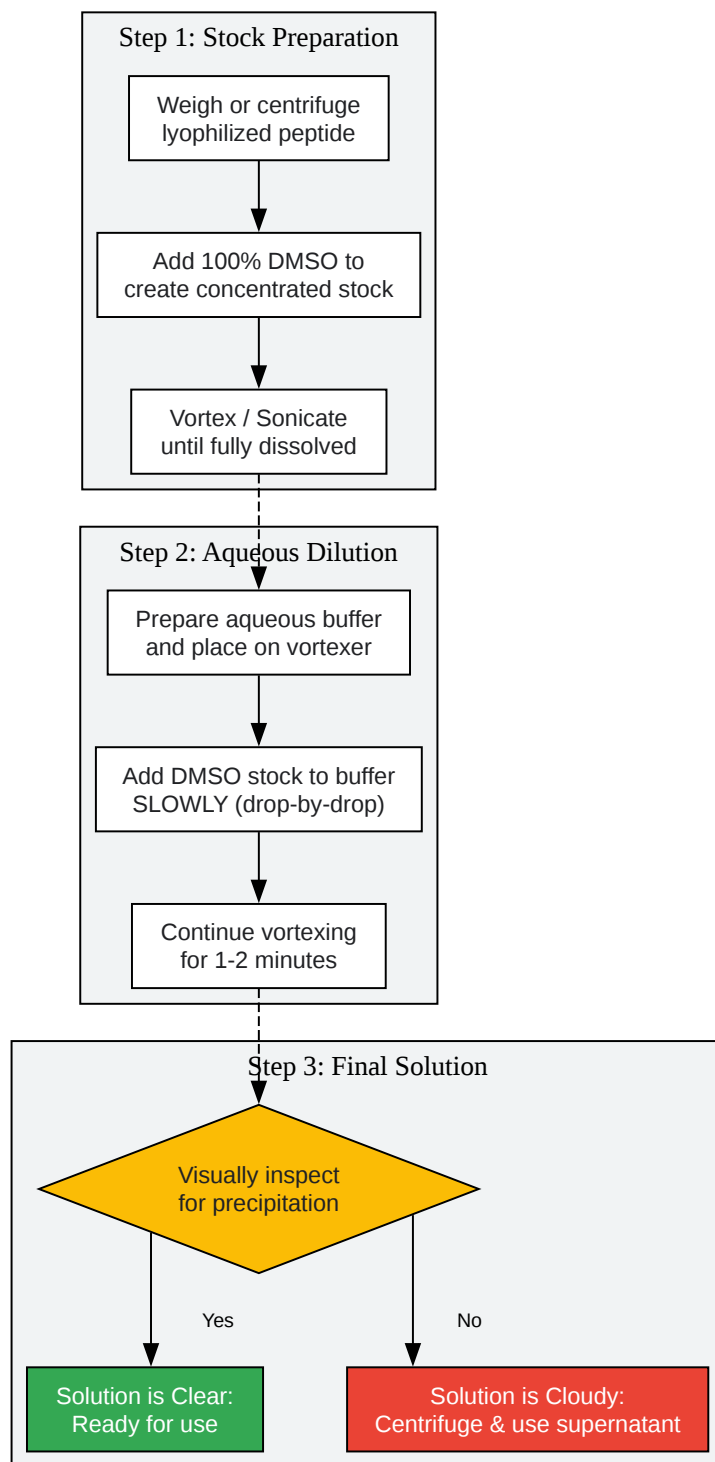 Step 1: Stock Preparation
Weigh or centrifuge
lyophilized peptide
Add 100% DMSO to
create concentrated stock
Vortex / Sonicate
until fully dissolved
Step 2: Aqueous Dilution
Prepare aqueous buffer
and place on vortexer
Add DMSO stock to buffer
SLOWLY (drop-by-drop)
Continue vortexing
for 1-2 minutes
Step 3: Final Solution
Visually inspect
for precipitation
Yes
No
Solution is Clear:
Ready for use
Solution is Cloudy:
Centrifuge & use supernatant